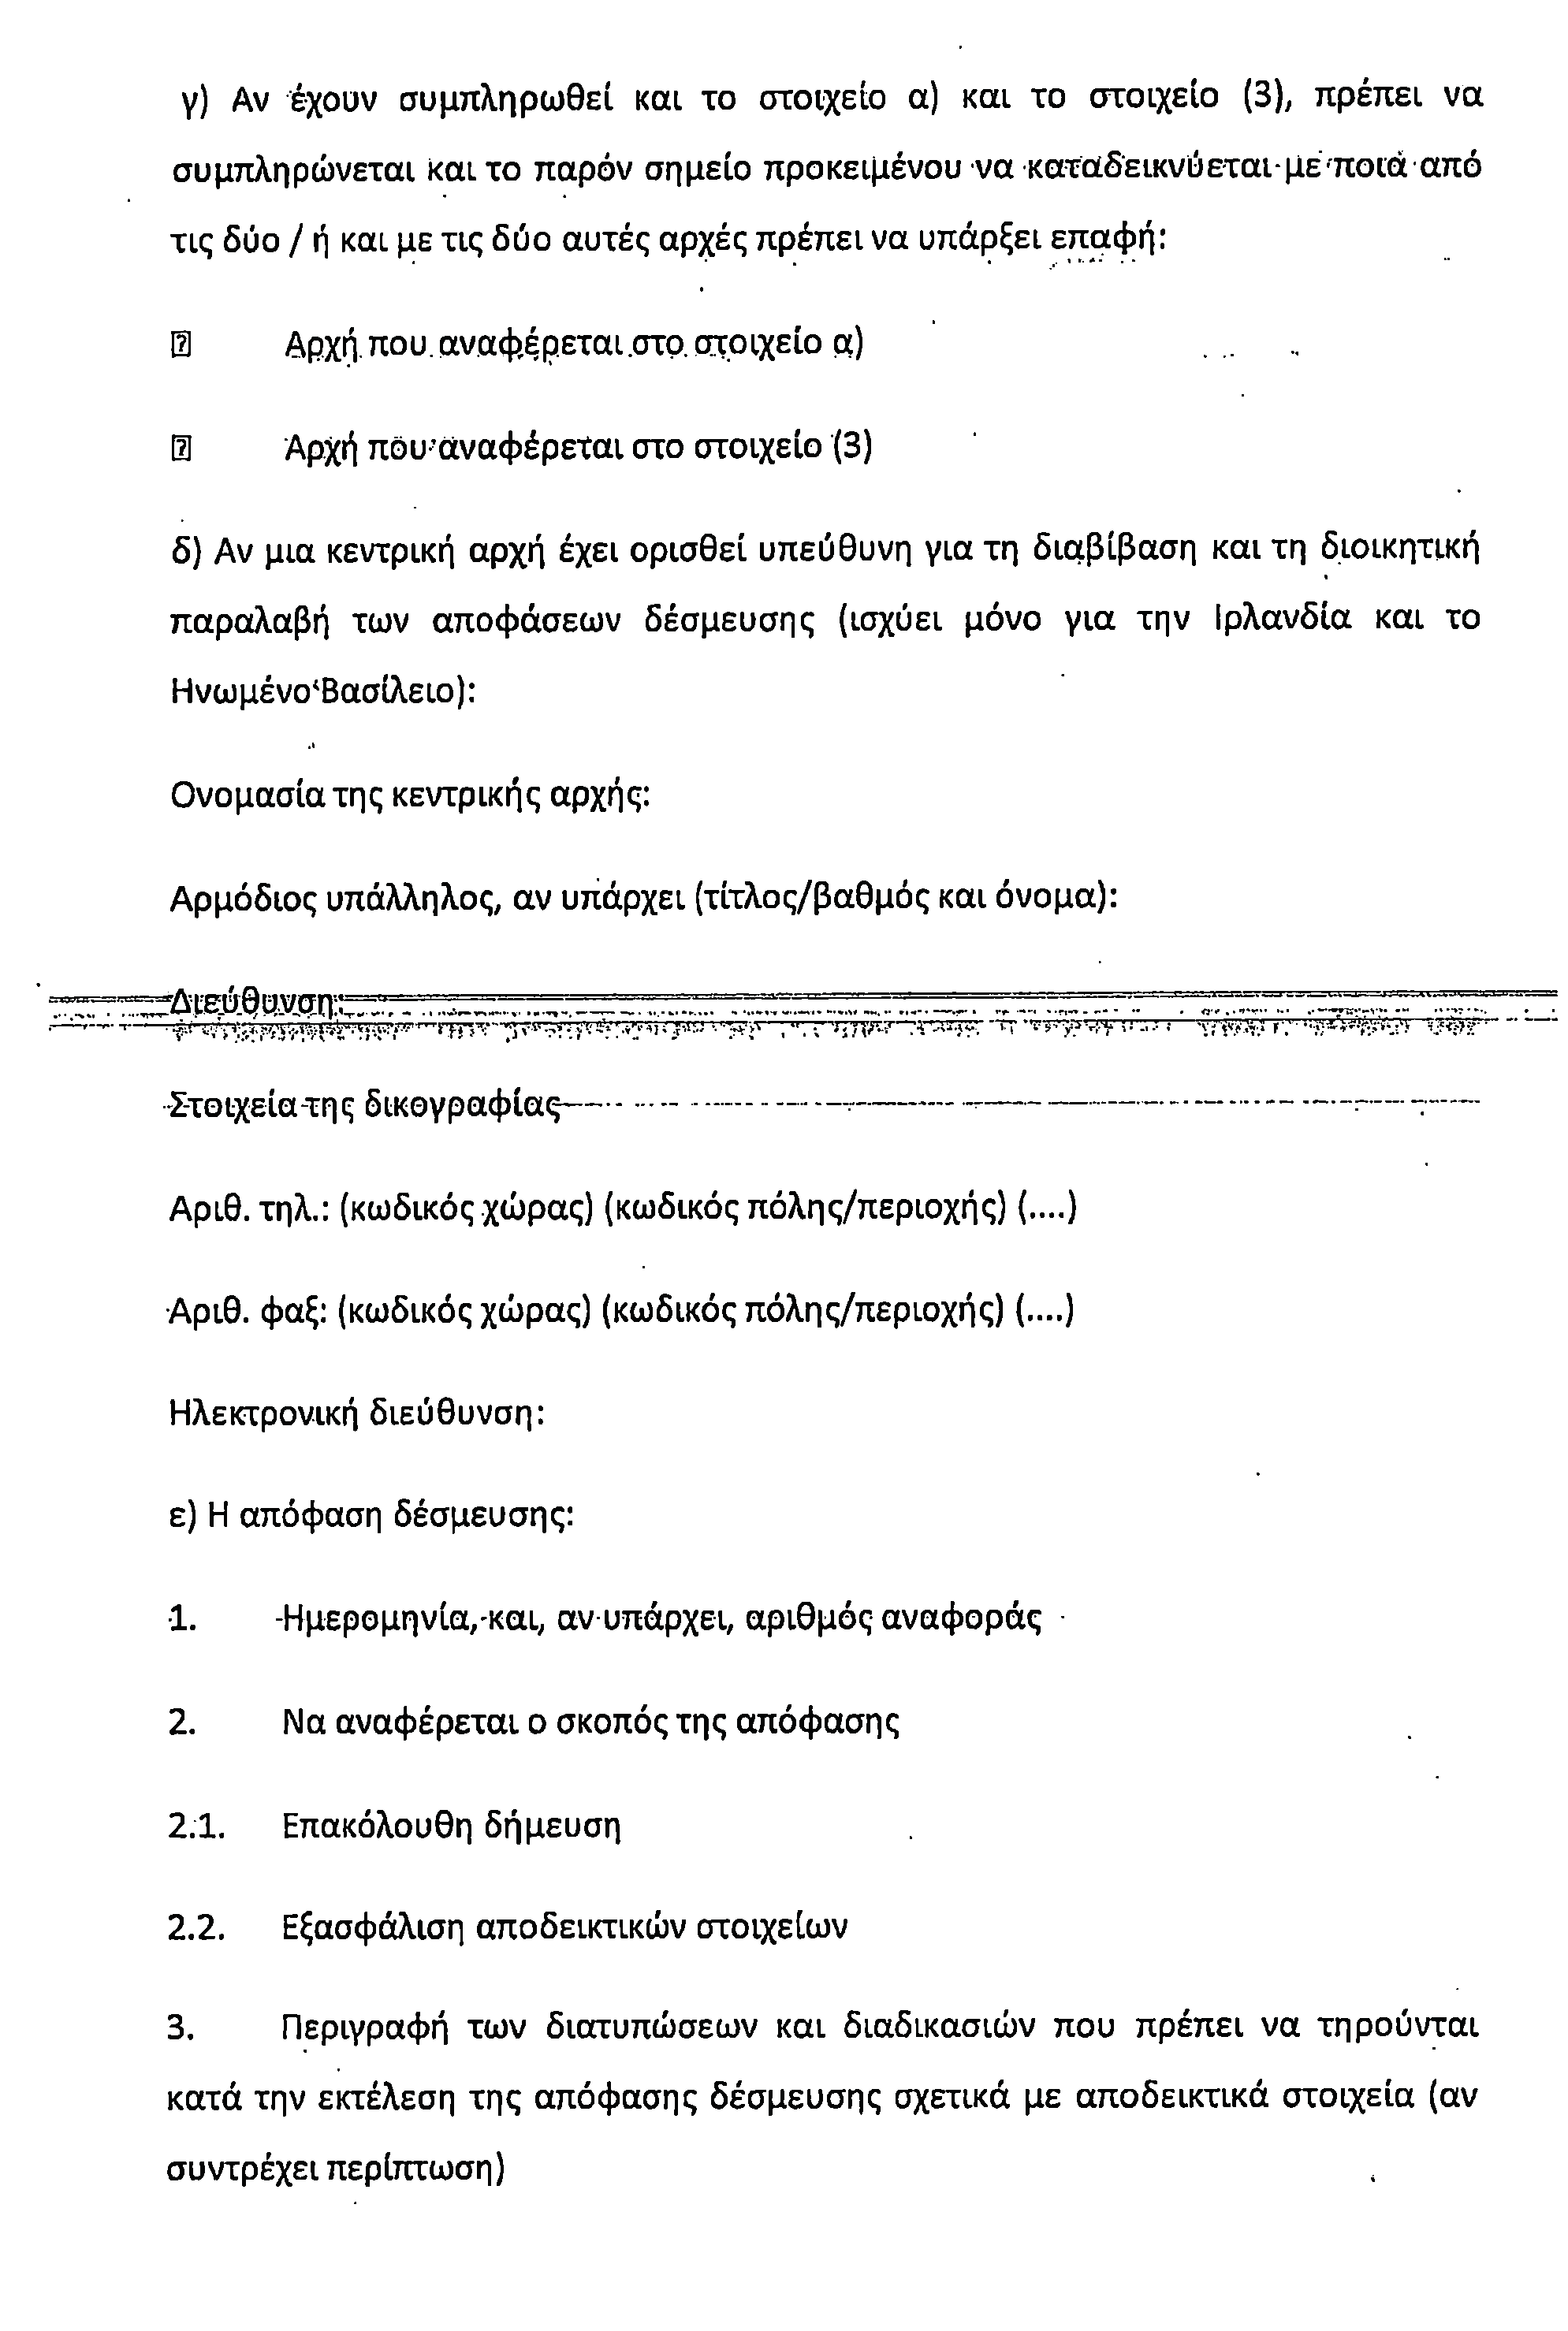 γ) Αν έχουν συμπληρωθεί και το στοιχείο α) και το στοιχείο (3), πρέπει να
συμπληρώνεται και το παρόν σημείο προκειμένου να καταδεικνύεται με ποιά από
τις δύο / ή και με τις δύο αυτές αρχές πρέπει να υπάρξει επαφή:
⍰ Αρχή που αναφέρεται στο στοιχείο α)
⍰ Αρχή που αναφέρεται στο στοιχείο (3)
δ) Αν μια κεντρική αρχή έχει ορισθεί υπεύθυνη για τη διαβίβαση και τη διοικητική
παραλαβή των αποφάσεων δέσμευσης (ισχύει μόνο για την Ιρλανδία και το
Ηνωμένο Βασίλειο):
Ονομασία της κεντρικής αρχής:
Αρμόδιος υπάλληλος, αν υπάρχει (τίτλος/βαθμός και όνομα):
Διεύθυνση:
Στοιχεία της δικογραφίας
Αριθ. τηλ.: (κωδικός χώρας) (κωδικός πόλης/περιοχής) (....)
Αριθ. φαξ: (κωδικός χώρας) (κωδικός πόλης/περιοχής) (....)
Ηλεκτρονική διεύθυνση:
ε) Η απόφαση δέσμευσης:
1. Ημερομηνία, και, αν υπάρχει, αριθμός αναφοράς
2. Να αναφέρεται ο σκοπός της απόφασης
2.1. Επακόλουθη δήμευση
2.2. Εξασφάλιση αποδεικτικών στοιχείων
3. Περιγραφή των διατυπώσεων και διαδικασιών που πρέπει να τηρούνται
κατά την εκτέλεση της απόφασης δέσμευσης σχετικά με αποδεικτικά στοιχεία (αν
συντρέχει περίπτωση)